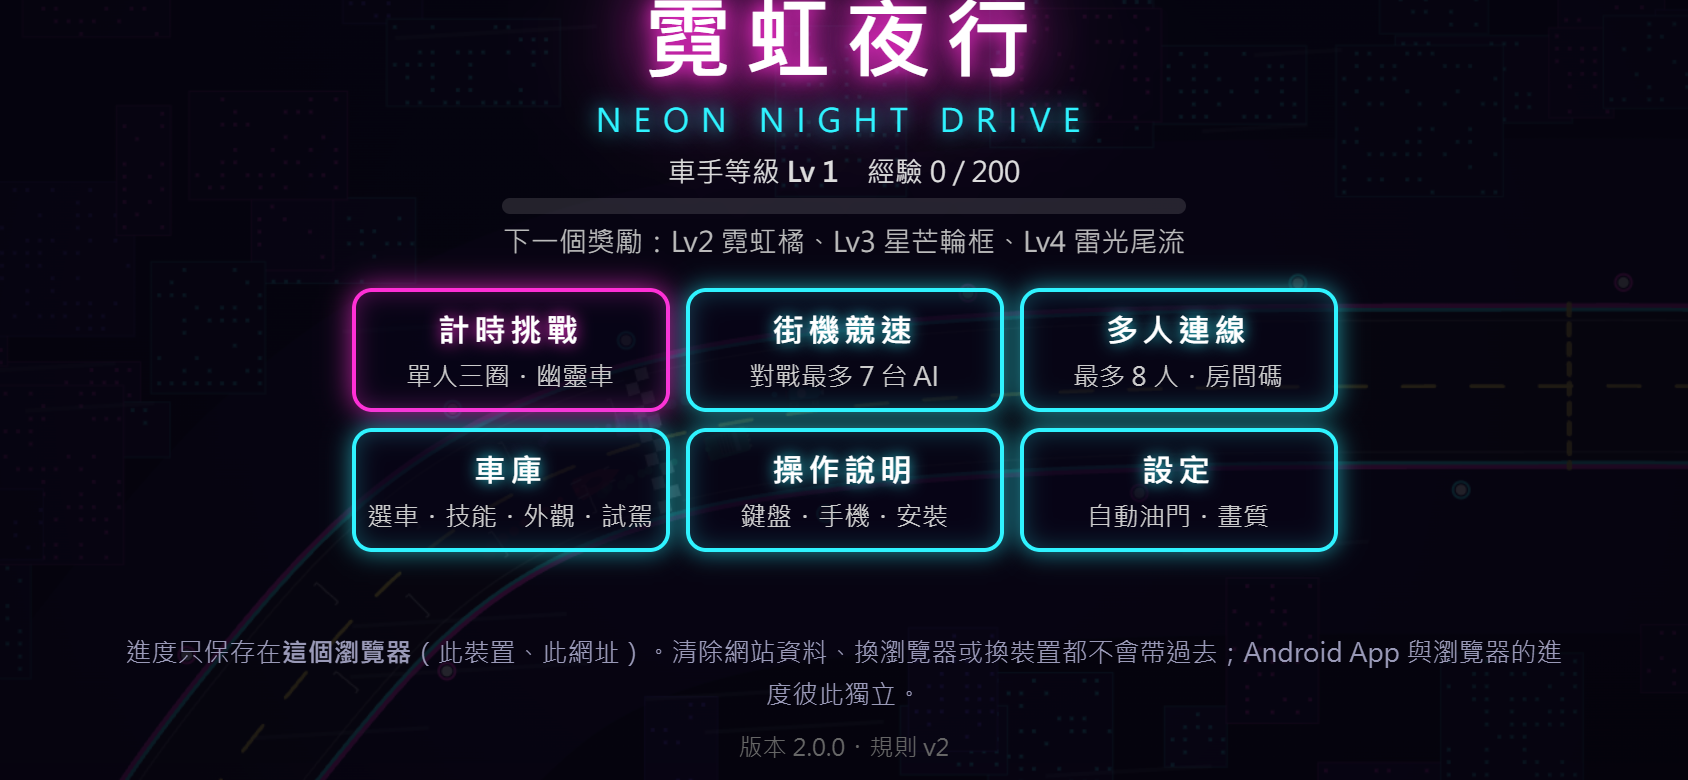 霓虹夜行
NEON NIGHT DRIVE
車手等級 Lv 1 經驗 0 / 200
下一個獎勵：Lv2 霓虹橘、Lv3 星芒輪框、Lv4 雷光尾流
計時挑戰
單人三圈 · 幽靈車
街機競速
對戰最多 7 台 AI
多人連線
最多 8 人 · 房間碼
車庫
選車 · 技能 · 外觀 · 試駕
操作說明
鍵盤 · 手機 · 安裝
設定
自動油門 · 畫質
進度只保存在這個瀏覽器（此裝置、此網址）。清除網站資料、換瀏覽器或換裝置都不會帶過去；Android App 與瀏覽器的進
度彼此獨立。
版本 2.0.0 · 規則 v2